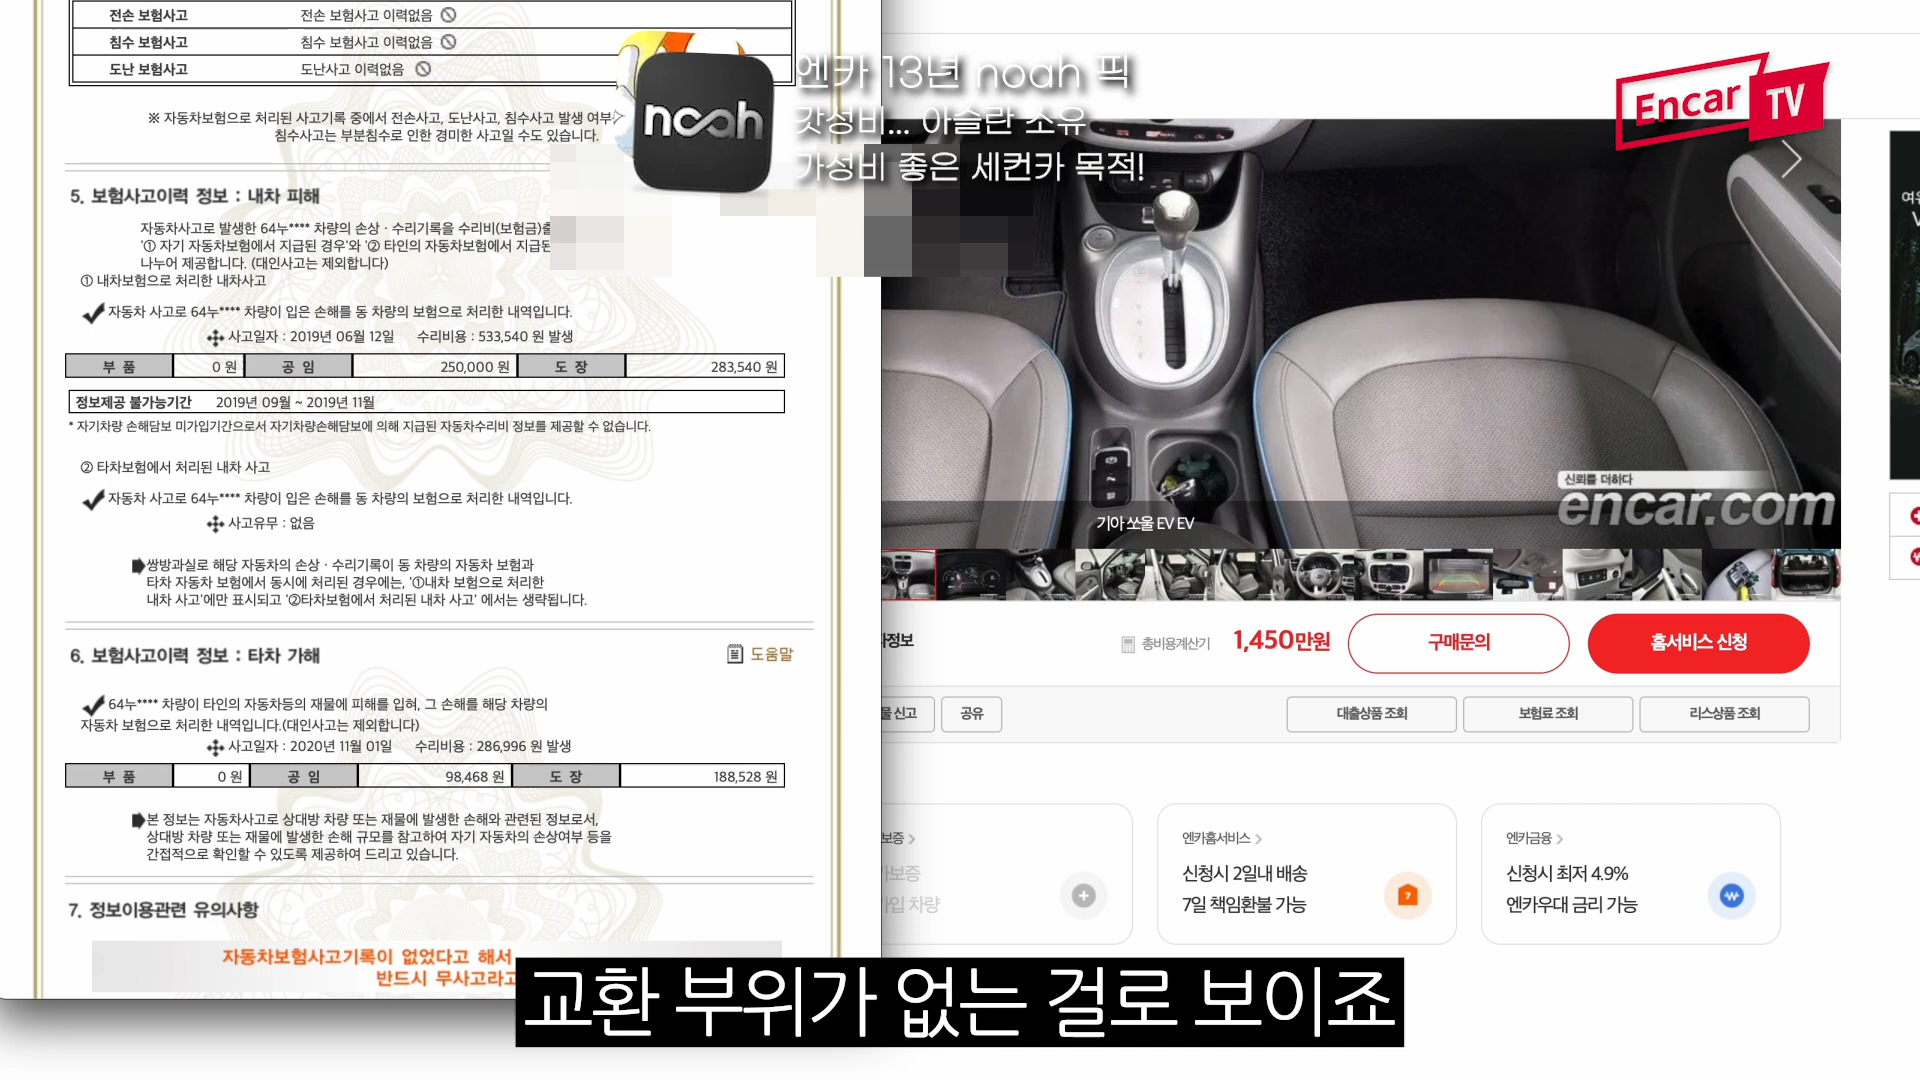 전손 보험사고 전손 보험사고 이력없음
침수 보험사고 침수 보험사고 이력없음
도난 보험사고 도난사고 이력없음
※ 자동차보험으로 처리된 사고기록 중에서 전손사고, 도난사고, 침수사고 발생 여부
침수사고는 부분침수로 인한 경미한 사고일 수도 있습니다.
5. 보험사고이력 정보 : 내차 피해
자동차사고로 발생한 64누**** 차량의 손상 · 수리기록을 수리비(보험금)
'① 자기 자동차보험에서 지급된 경우'와 '② 타인의 자동차보험에서 지급된
나누어 제공합니다. (대인사고는 제외합니다)
① 내차보험으로 처리한 내차사고
자동차 사고로 64누**** 차량이 입은 손해를 동 차량의 보험으로 처리한 내역입니다.
사고일자 : 2019년 06월 12일 수리비용 : 533,540 원 발생
부 품 0 원 공 임 250,000 원 도 장 283,540 원
정보제공 불가능기간 2019년 09월 ~ 2019년 11월
* 자기차량 손해담보 미가입기간으로서 자기차량손해담보에 의해 지급된 자동차수리비 정보를 제공할 수 없습니다.
② 타차보험에서 처리된 내차 사고
자동차 사고로 64누**** 차량이 입은 손해를 동 차량의 보험으로 처리한 내역입니다.
사고유무 : 없음
쌍방과실로 해당 자동차의 손상 · 수리기록이 동 차량의 자동차 보험과
타차 자동차 보험에서 동시에 처리된 경우에는, '①내차 보험으로 처리한
내차 사고'에만 표시되고 '②타차보험에서 처리된 내차 사고' 에서는 생략됩니다.
6. 보험사고이력 정보 : 타차 가해
도움말
64누**** 차량이 타인의 자동차등의 재물에 피해를 입혀, 그 손해를 해당 차량의
자동차 보험으로 처리한 내역입니다.(대인사고는 제외합니다)
사고일자 : 2020년 11월 01일 수리비용 : 286,996 원 발생
부 품 0 원 공 임 98,468 원 도 장 188,528 원
본 정보는 자동차사고로 상대방 차량 또는 재물에 발생한 손해와 관련된 정보로서,
상대방 차량 또는 재물에 발생한 손해 규모를 참고하여 자기 자동차의 손상여부 등을
간접적으로 확인할 수 있도록 제공하여 드리고 있습니다.
7. 정보이용관련 유의사항
자동차보험사고기록이 없었다고 해서
반드시 무사고라고
noah
엔카 13년 noah 픽
갓성비... 아슬란 소유
가성비 좋은 세컨카 목적!
Encar TV
신뢰를 더하다
encar.com
기아 쏘울 EV EV
차정보
총비용계산기
1,450만원
구매문의
홈서비스 신청
물 신고
공유
대출상품 조회
보험료 조회
리스상품 조회
보증
보증
가입 차량
엔카홈서비스
신청시 2일내 배송
7일 책임환불 가능
엔카금융
신청시 최저 4.9%
엔카우대 금리 가능
교환 부위가 없는 걸로 보이죠